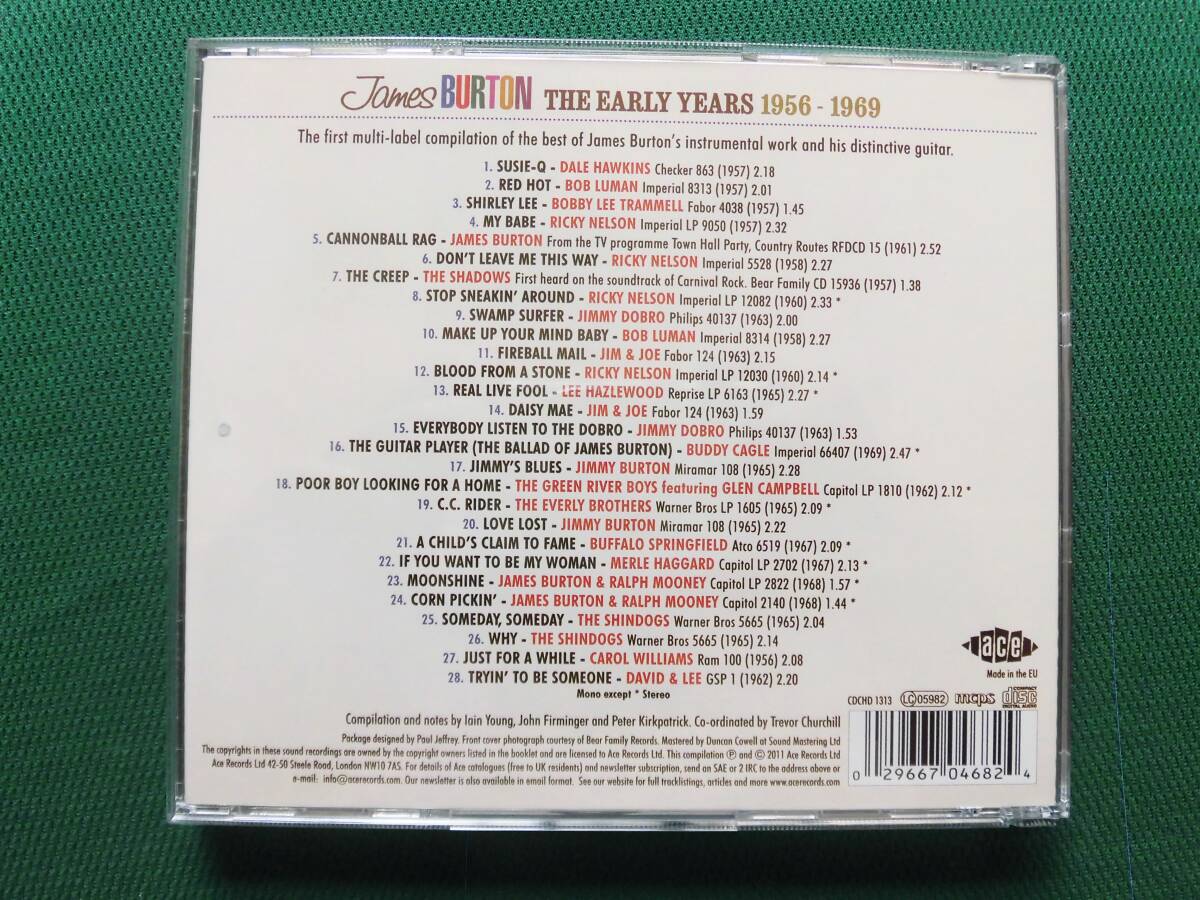 James BURTON THE EARLY YEARS 1956 - 1969
The first multi-label compilation of the best of James Burton's instrumental work and his distinctive guitar.
1. SUSIE-Q - DALE HAWKINS Checker 863 (1957) 2.18
2. RED HOT - BOB LUMAN Imperial 8313 (1957) 2.01
3. SHIRLEY LEE - BOBBY LEE TRAMMELL Fabor 4038 (1957) 1.45
4. MY BABE - RICKY NELSON Imperial LP 9050 (1957) 2.32
5. CANNONBALL RAG - JAMES BURTON From the TV programme Town Hall Party, Country Routes RFDCD 15 (1961) 2.52
6. DON'T LEAVE ME THIS WAY - RICKY NELSON Imperial 5528 (1958) 2.27
7. THE CREEP - THE SHADOWS First heard on the soundtrack of Carnival Rock. Bear Family CD 15936 (1957) 1.38
8. STOP SNEAKIN' AROUND - RICKY NELSON Imperial LP 12082 (1960) 2.33 *
9. SWAMP SURFER - JIMMY DOBRO Philips 40137 (1963) 2.00
10. MAKE UP YOUR MIND BABY - BOB LUMAN Imperial 8314 (1958) 2.27
11. FIREBALL MAIL - JIM & JOE Fabor 124 (1963) 2.15
12. BLOOD FROM A STONE - RICKY NELSON Imperial LP 12030 (1960) 2.14 *
13. REAL LIVE FOOL - LEE HAZLEWOOD Reprise LP 6163 (1965) 2.27 *
14. DAISY MAE - JIM & JOE Fabor 124 (1963) 1.59
15. EVERYBODY LISTEN TO THE DOBRO - JIMMY DOBRO Philips 40137 (1963) 1.53
16. THE GUITAR PLAYER (THE BALLAD OF JAMES BURTON) - BUDDY CAGLE Imperial 66407 (1969) 2.47 *
17. JIMMY'S BLUES - JIMMY BURTON Miramar 108 (1965) 2.28
18. POOR BOY LOOKING FOR A HOME - THE GREEN RIVER BOYS featuring GLEN CAMPBELL Capitol LP 1810 (1962) 2.12 *
19. C.C. RIDER - THE EVERLY BROTHERS Warner Bros LP 1605 (1965) 2.09 *
20. LOVE LOST - JIMMY BURTON Miramar 108 (1965) 2.22
21. A CHILD'S CLAIM TO FAME - BUFFALO SPRINGFIELD Atco 6519 (1967) 2.09 *
22. IF YOU WANT TO BE MY WOMAN - MERLE HAGGARD Capitol LP 2702 (1967) 2.13 *
23. MOONSHINE - JAMES BURTON & RALPH MOONEY Capitol LP 2822 (1968) 1.57 *
24. CORN PICKIN' - JAMES BURTON & RALPH MOONEY Capitol 2140 (1968) 1.44 *
25. SOMEDAY, SOMEDAY - THE SHINDOGS Warner Bros 5665 (1965) 2.04
26. WHY - THE SHINDOGS Warner Bros 5665 (1965) 2.14
27. JUST FOR A WHILE - CAROL WILLIAMS Ram 100 (1956) 2.08
28. TRYIN' TO BE SOMEONE - DAVID & LEE GSP 1 (1962) 2.20
Mono except * Stereo
ace
Made in the EU
CDCHD 1313 LC 05982 mcps COMPACT disc DIGITAL AUDIO
Compilation and notes by Iain Young, John Firminger and Peter Kirkpatrick. Co-ordinated by Trevor Churchill
Package designed by Paul Jeffrey. Front cover photograph courtesy of Bear Family Records. Mastered by Duncan Cowell at Sound Mastering Ltd
The copyrights in these sound recordings are owned by the copyright owners listed in the booklet and are licensed to Ace Records Ltd. This compilation ℗ and © 2011 Ace Records Ltd
Ace Records Ltd 42-50 Steele Road, London NW10 7AS. For details of Ace catalogues (free to UK residents) and newsletter subscription, send an SAE or 2 IRC to the address above or
e-mail: info@acerecords.com. Our newsletter is also available in email format. See our website for full tracklistings, articles and more www.acerecords.com
0 29667 04682 4